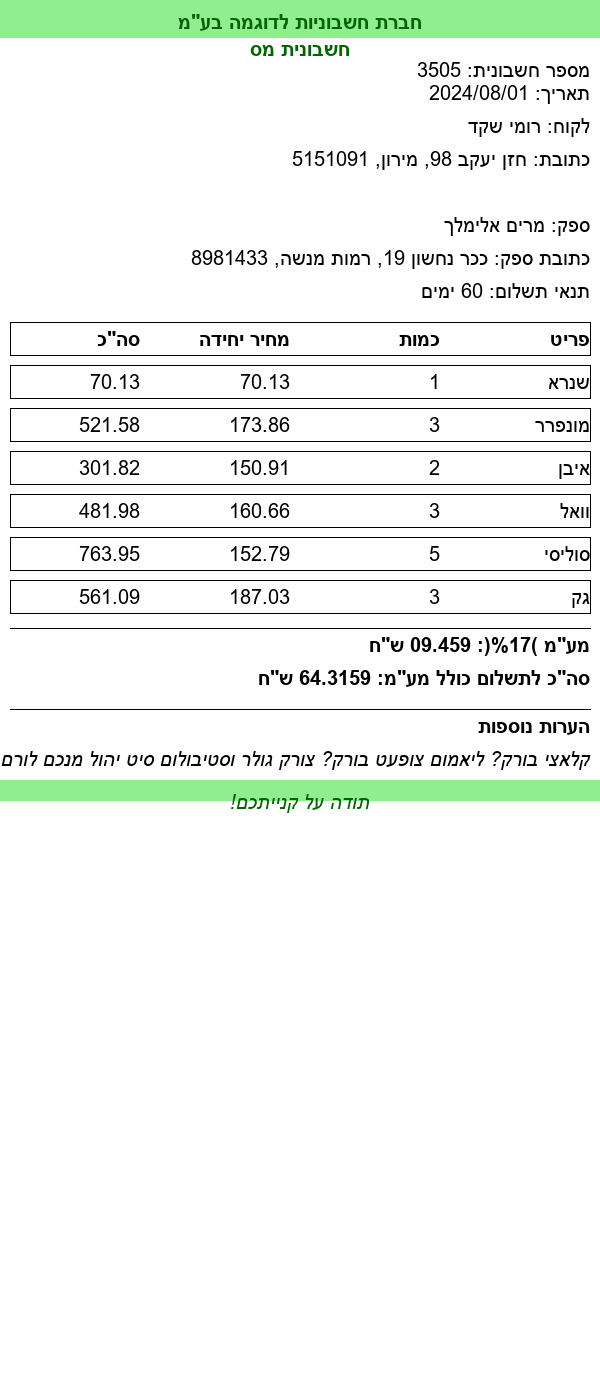 חברת חשבוניות לדוגמה בע"מ
חשבונית מס
מספר חשבונית: 3505
תאריך: 2024/08/01
לקוח: רומי שקד
כתובת: חזן יעקב 98, מירון, 5151091
ספק: מרים אלימלך
כתובת ספק: ככר נחשון 19, רמות מנשה, 8981433
תנאי תשלום: 60 ימים
פריט כמות מחיר יחידה סה"כ
שנרא 1 70.13 70.13
מונפרר 3 173.86 521.58
איבן 2 150.91 301.82
וואל 3 160.66 481.98
סוליסי 5 152.79 763.95
גק 3 187.03 561.09
מע"מ )17%(: 09.459 ש"ח
סה"כ לתשלום כולל מע"מ: 64.3159 ש"ח
הערות נוספות
קלאצי בורק? ליאמום צופעט בורק? צורק גולר וסטיבולום סיט יהול מנכם לורם
תודה על קנייתכם!